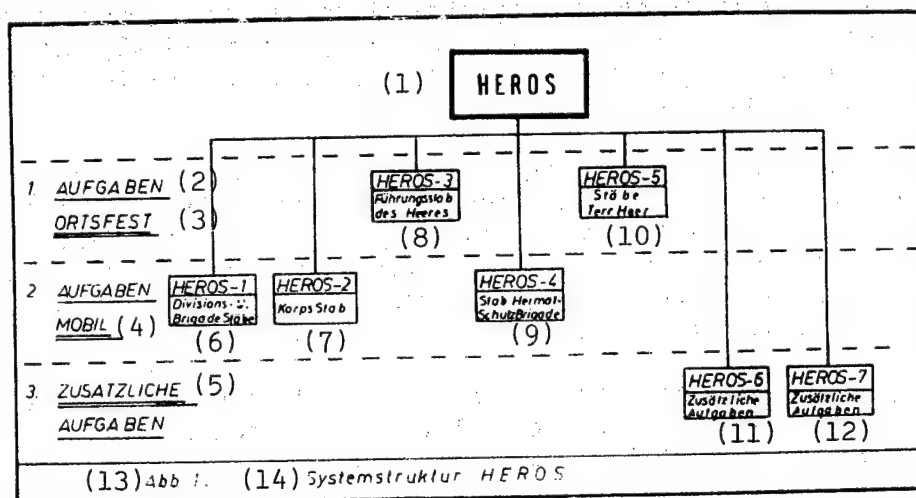 (1) HEROS
1. AUFGABEN (2)
ORTSFEST (3)
HEROS-3
Führungsstab
des Heeres
(8)
HEROS-5
Stäbe
Terr Heer
(10)
2 AUFGABEN
MOBIL (4)
HEROS-1
Divisions- u.
Brigade Stäbe
(6)
HEROS-2
Korps Stab
(7)
HEROS-4
Stab Heimat-
Schutz Brigade
(9)
3. ZUSATZLICHE (5)
AUFGABEN
HEROS-6
Zusätzliche
Aufgaben
(11)
HEROS-7
Zusätzliche
Aufgaben
(12)
(13) Abb 1. (14) Systemstruktur HEROS